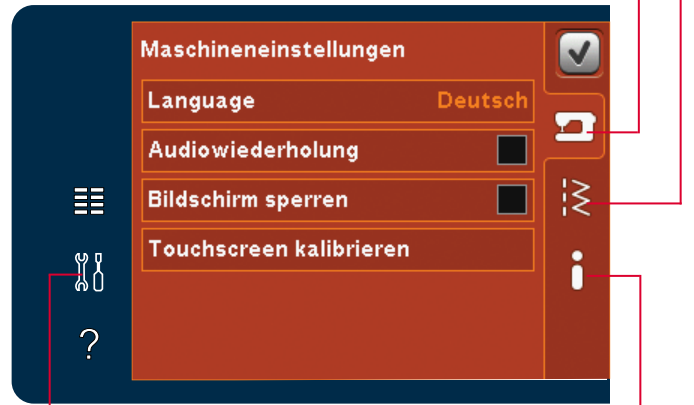 Maschineneinstellungen
Language Deutsch
Audiowiederholung
Bildschirm sperren
Touchscreen kalibrieren
?